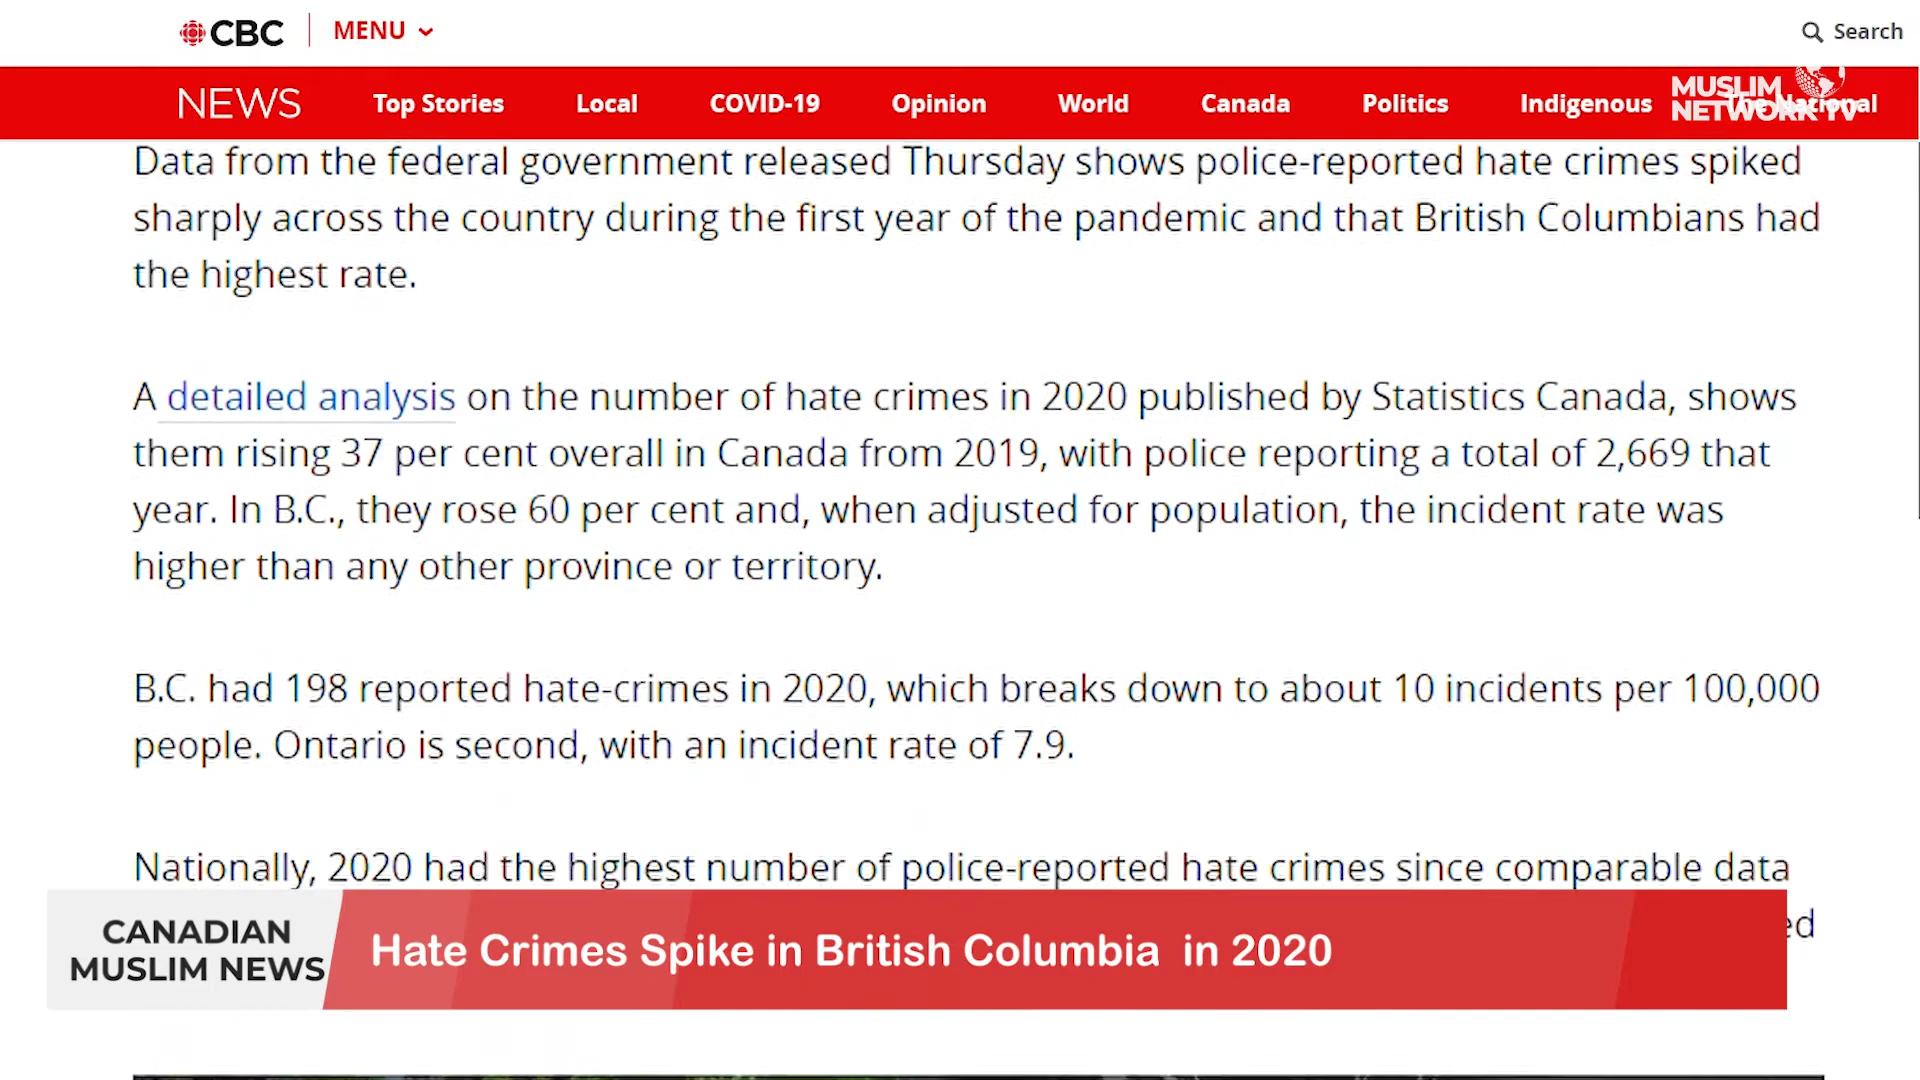 CBC MENU Search
NEWS Top Stories Local COVID-19 Opinion World Canada Politics Indigenous The National
MUSLIM
NETWORK TV
Data from the federal government released Thursday shows police-reported hate crimes spiked
sharply across the country during the first year of the pandemic and that British Columbians had
the highest rate.
A detailed analysis on the number of hate crimes in 2020 published by Statistics Canada, shows
them rising 37 per cent overall in Canada from 2019, with police reporting a total of 2,669 that
year. In B.C., they rose 60 per cent and, when adjusted for population, the incident rate was
higher than any other province or territory.
B.C. had 198 reported hate-crimes in 2020, which breaks down to about 10 incidents per 100,000
people. Ontario is second, with an incident rate of 7.9.
Nationally, 2020 had the highest number of police-reported hate crimes since comparable data
CANADIAN
MUSLIM NEWS
Hate Crimes Spike in British Columbia in 2020